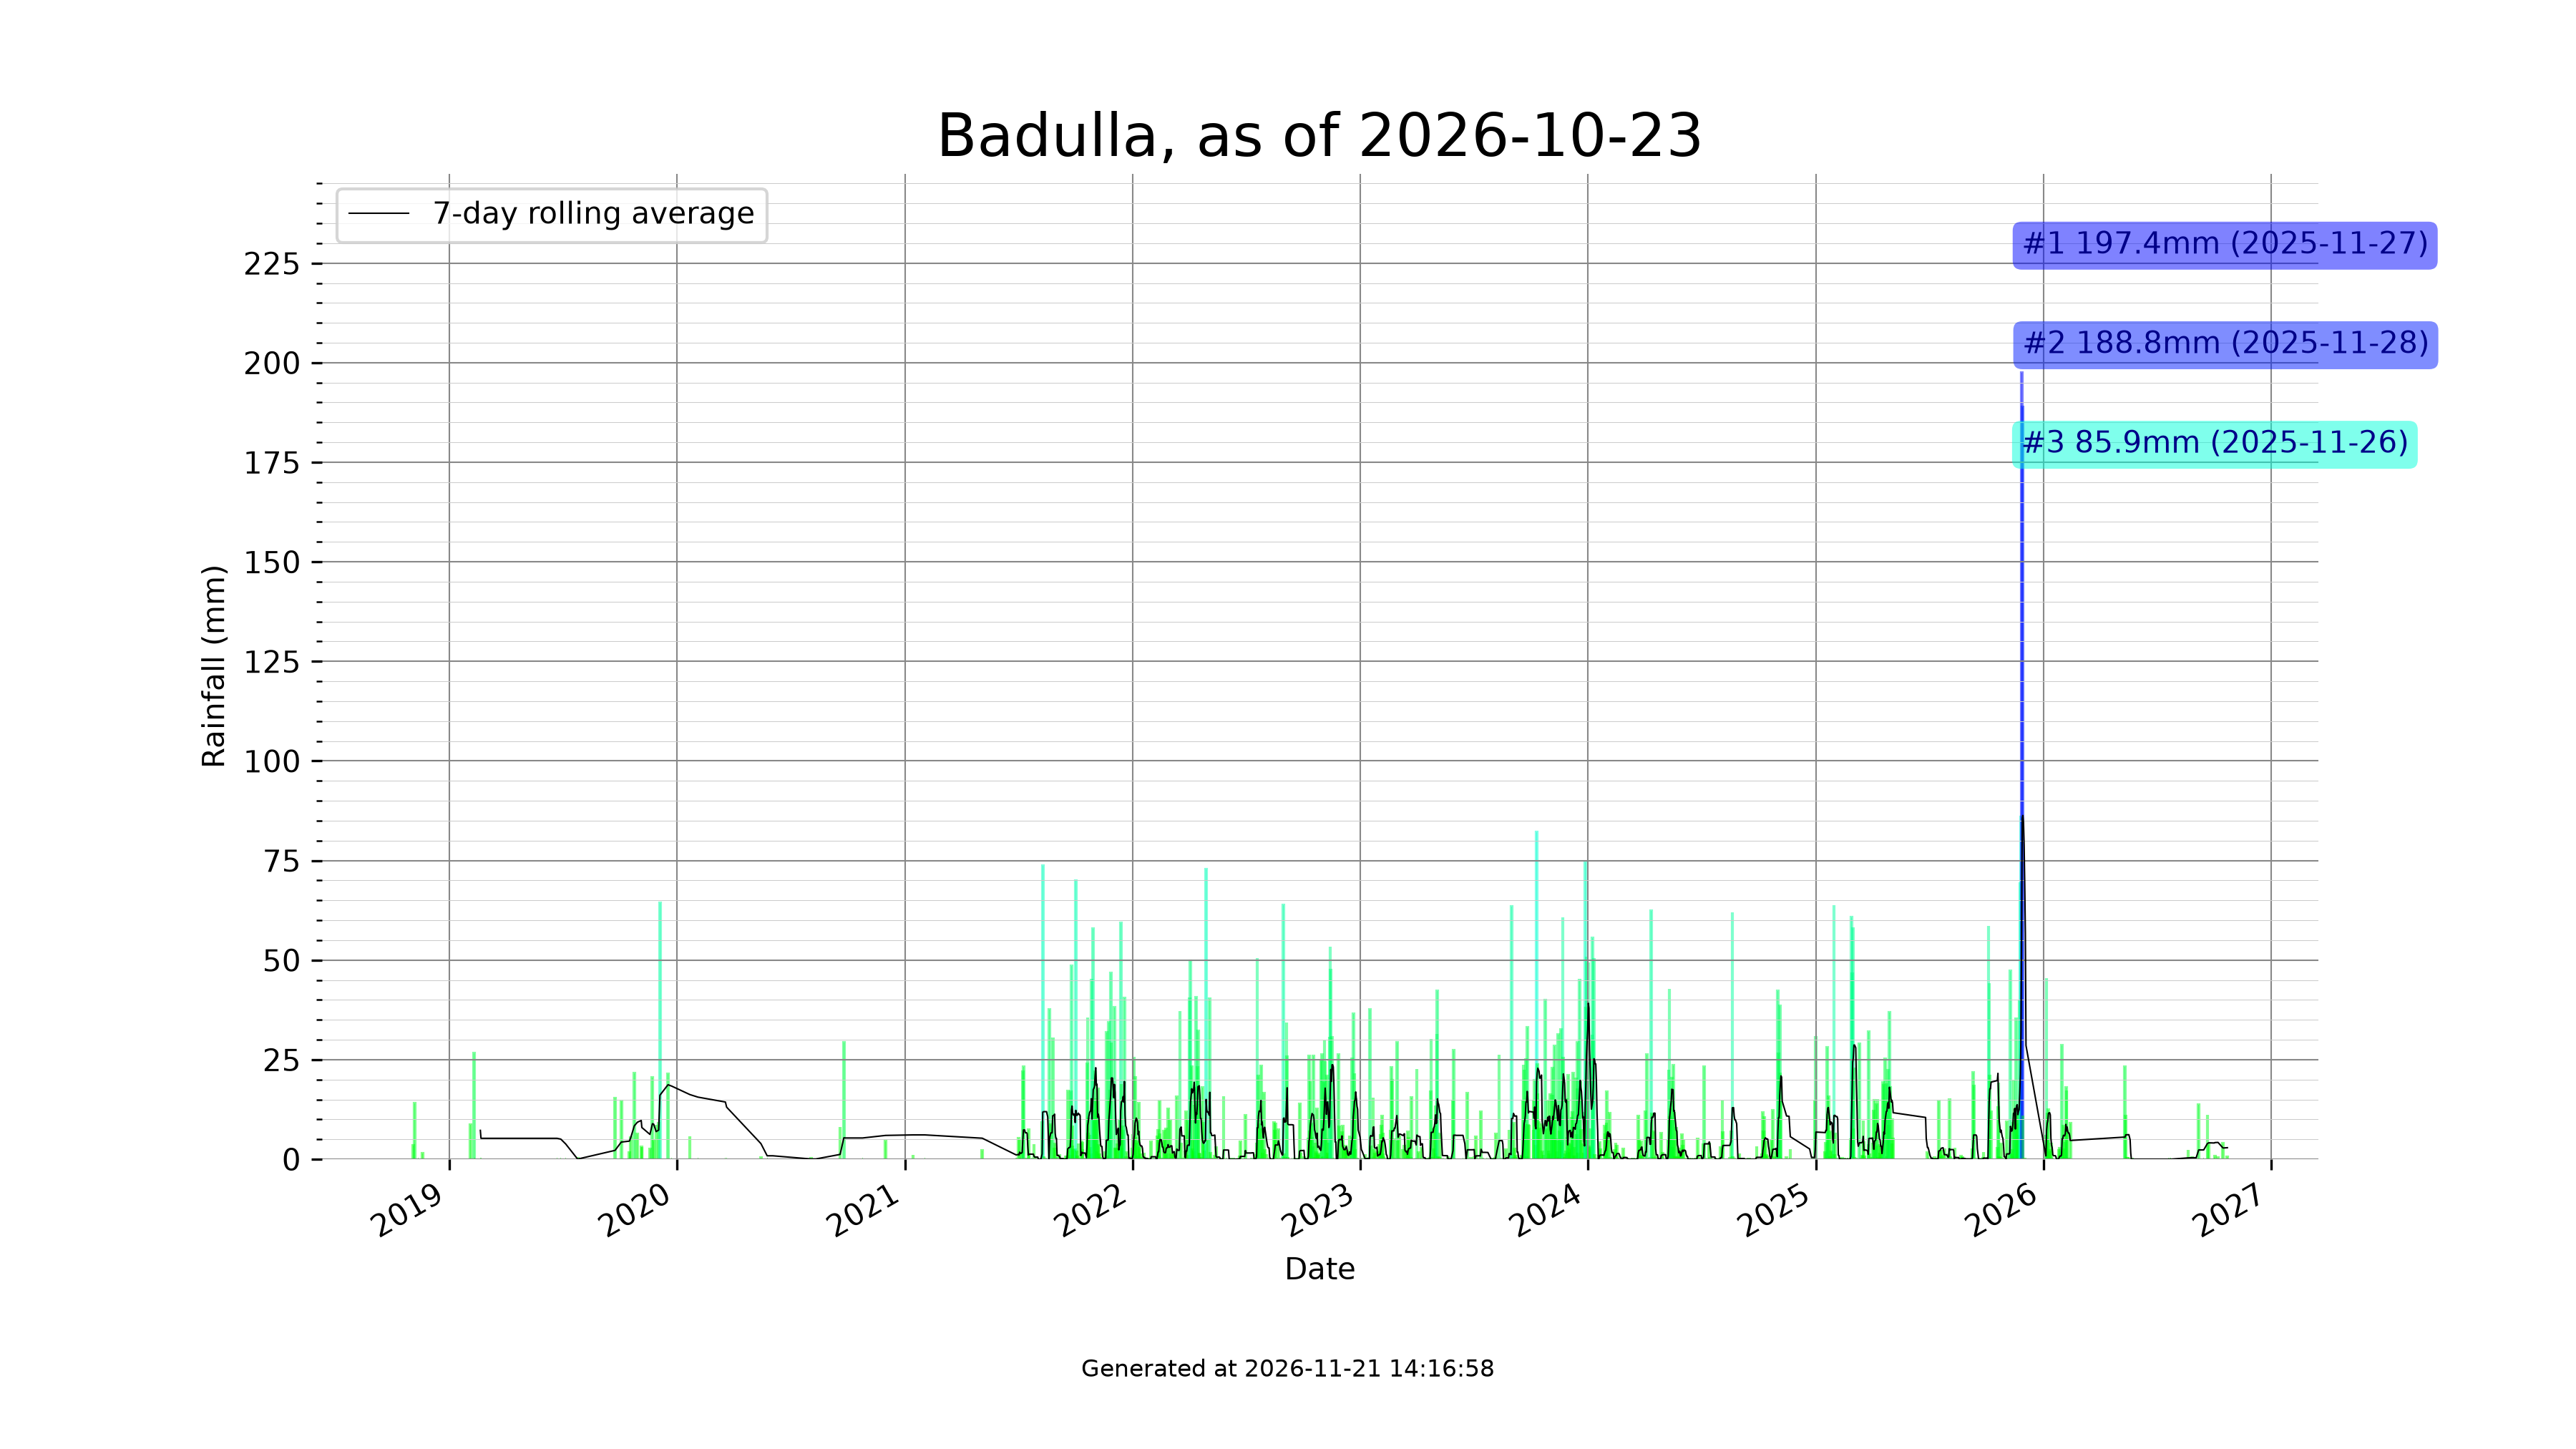 Badulla, as of 2026-10-23
7-day rolling average
#1 197.4mm (2025-11-27)
#2 188.8mm (2025-11-28)
#3 85.9mm (2025-11-26)
225
200
175
150
125
100
75
50
25
0
Rainfall (mm)
2019
2020
2021
2022
2023
2024
2025
2026
2027
Date
Generated at 2026-11-21 14:16:58